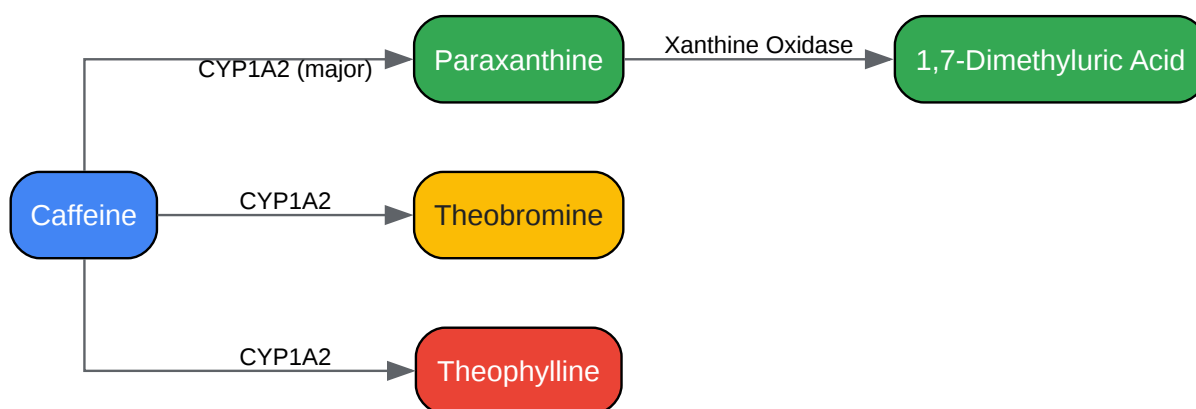 Paraxanthine
Xanthine Oxidase
1,7-Dimethyluric Acid
CYP1A2 (major)
Caffeine
CYP1A2
Theobromine
CYP1A2
Theophylline